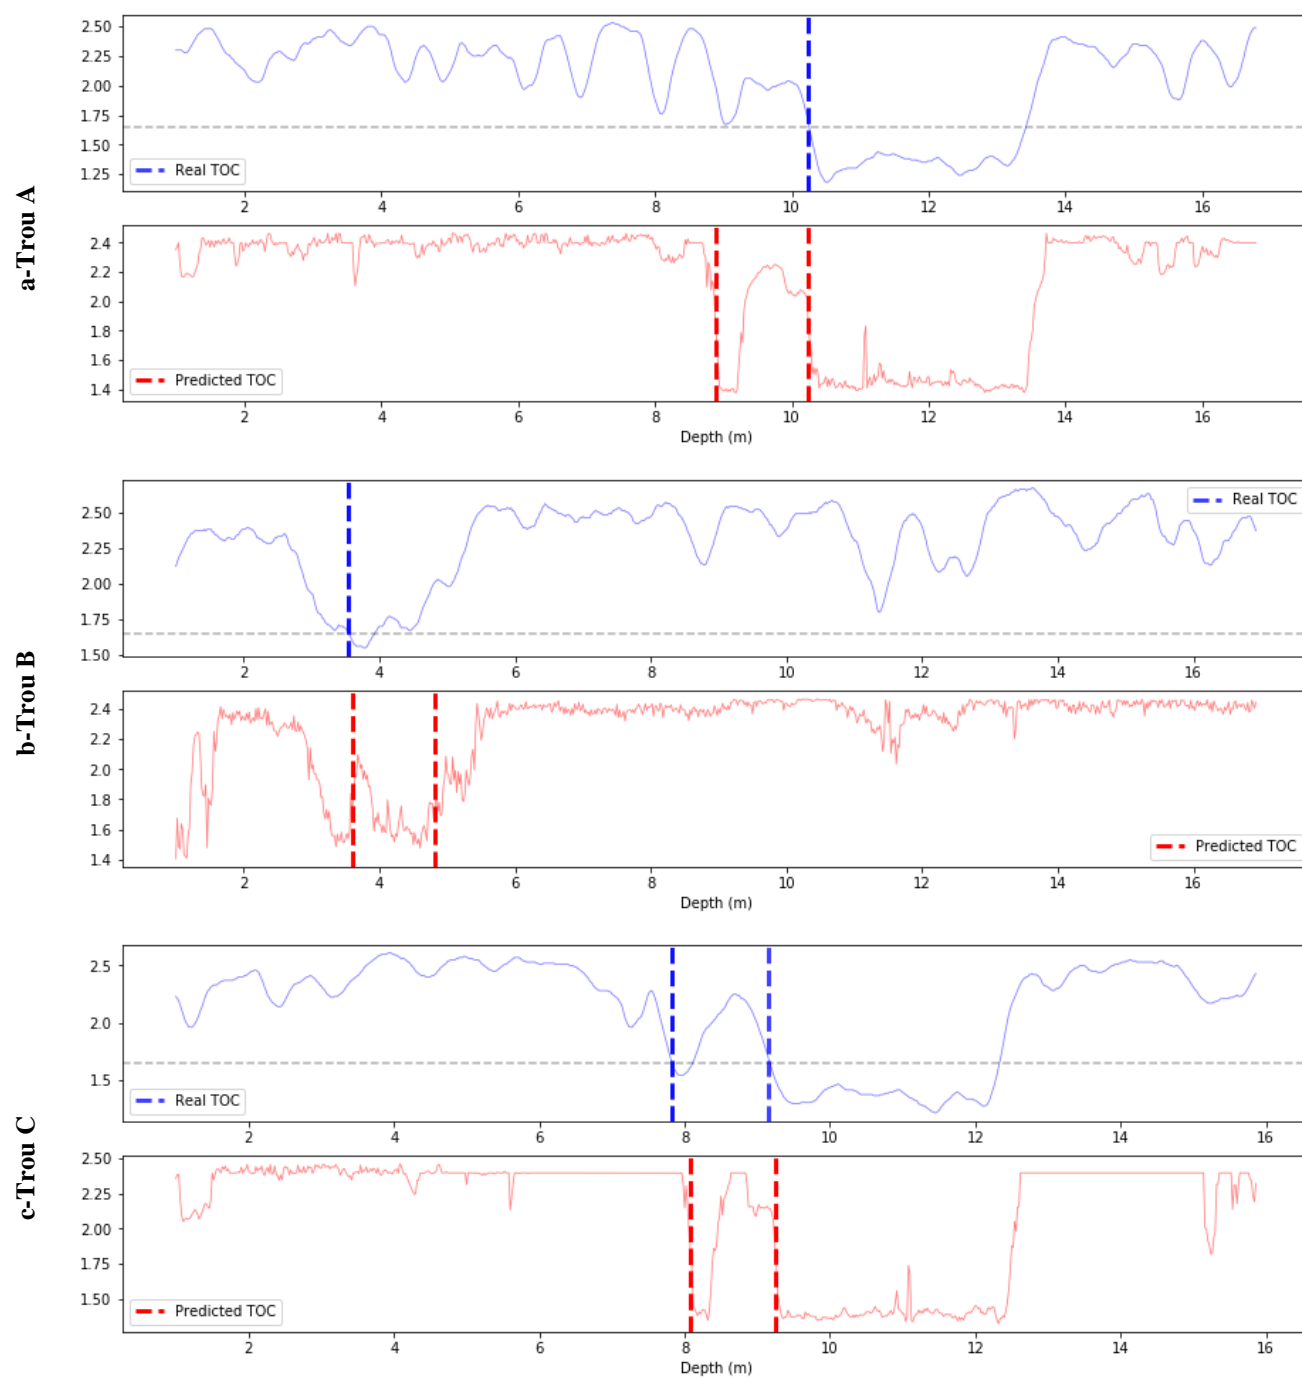 a-Trou A
2.50
2.25
2.00
1.75
1.50
1.25
Real TOC
2 4 6 8 10 12 14 16
2.4
2.2
2.0
1.8
1.6
1.4
Predicted TOC
2 4 6 8 10 12 14 16
Depth (m)
b-Trou B
2.50
2.25
2.00
1.75
1.50
Real TOC
2 4 6 8 10 12 14 16
2.4
2.2
2.0
1.8
1.6
1.4
Predicted TOC
2 4 6 8 10 12 14 16
Depth (m)
c-Trou C
2.5
2.0
1.5
Real TOC
2 4 6 8 10 12 14 16
2.50
2.25
2.00
1.75
1.50
Predicted TOC
2 4 6 8 10 12 14 16
Depth (m)